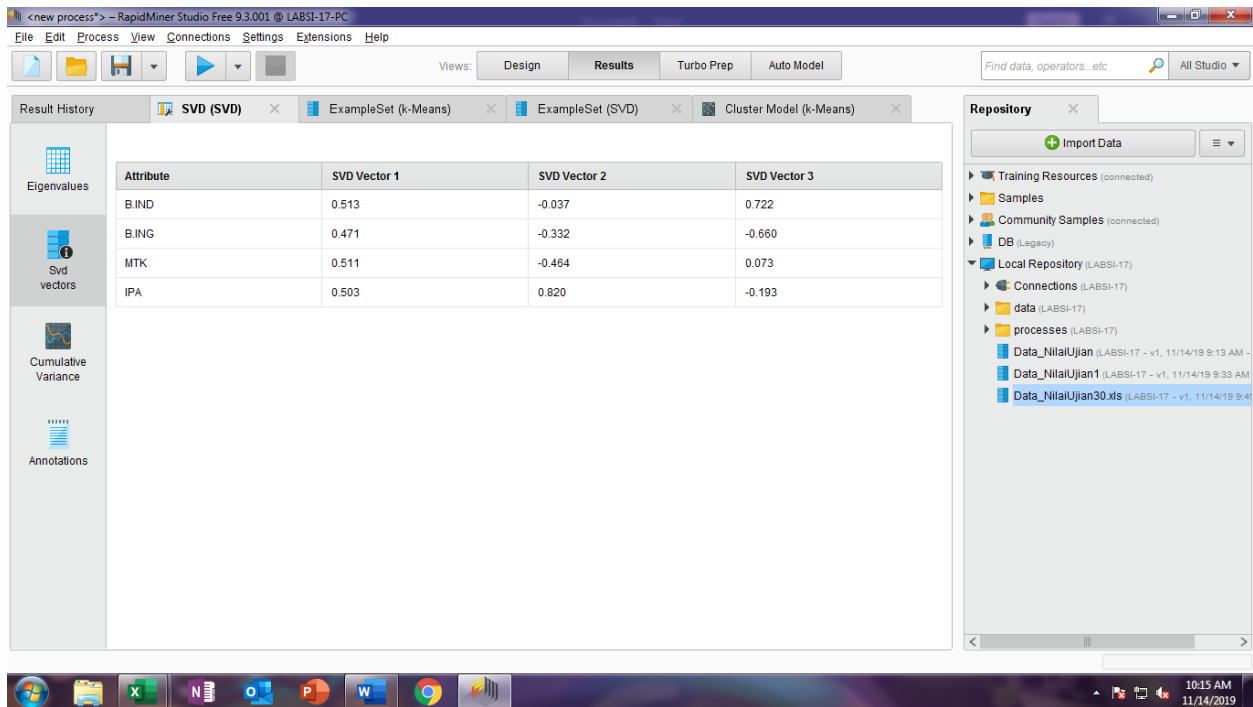 <new process*> – RapidMiner Studio Free 9.3.001 @ LABSI-17-PC
File Edit Process View Connections Settings Extensions Help
Views: Design Results Turbo Prep Auto Model
Find data, operators...etc All Studio
Result History SVD (SVD) ExampleSet (k-Means) ExampleSet (SVD) Cluster Model (k-Means)
Eigenvalues
Svd
vectors
Cumulative
Variance
Annotations
Attribute SVD Vector 1 SVD Vector 2 SVD Vector 3
B.IND 0.513 -0.037 0.722
B.ING 0.471 -0.332 -0.660
MTK 0.511 -0.464 0.073
IPA 0.503 0.820 -0.193
Repository
Import Data
Training Resources (connected)
Samples
Community Samples (connected)
DB (Legacy)
Local Repository (LABSI-17)
Connections (LABSI-17)
data (LABSI-17)
processes (LABSI-17)
Data_NilaiUjian (LABSI-17 - v1, 11/14/19 9:13 AM -
Data_NilaiUjian1 (LABSI-17 - v1, 11/14/19 9:33 AM
Data_NilaiUjian30.xls (LABSI-17 - v1, 11/14/19
10:15 AM
11/14/2019